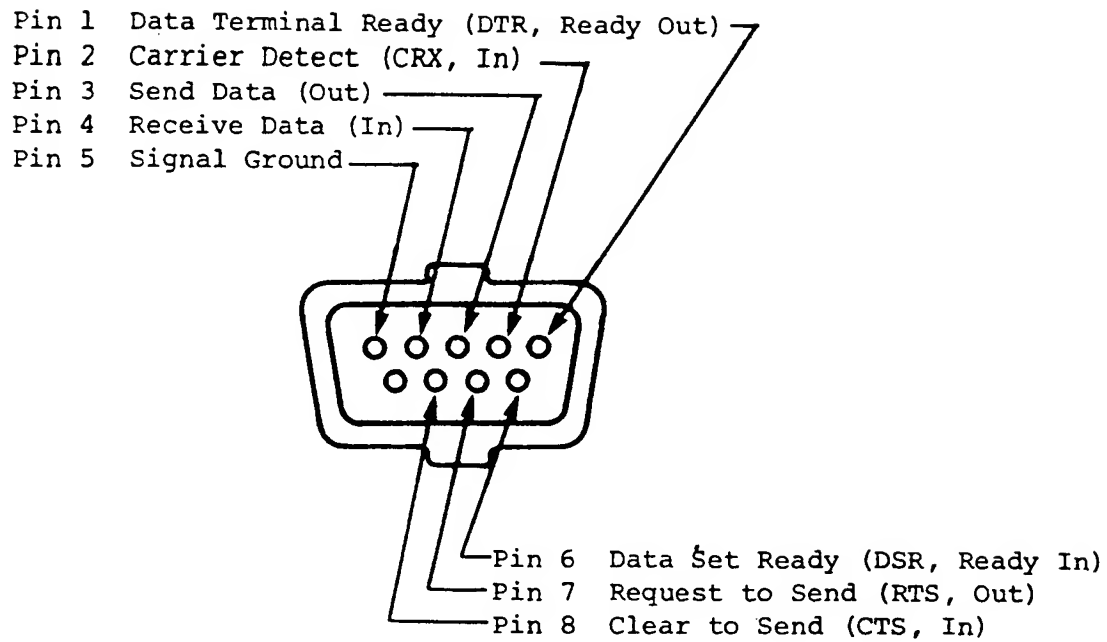 Pin 1 Data Terminal Ready (DTR, Ready Out)
Pin 2 Carrier Detect (CRX, In)
Pin 3 Send Data (Out)
Pin 4 Receive Data (In)
Pin 5 Signal Ground
Pin 6 Data Set Ready (DSR, Ready In)
Pin 7 Request to Send (RTS, Out)
Pin 8 Clear to Send (CTS, In)